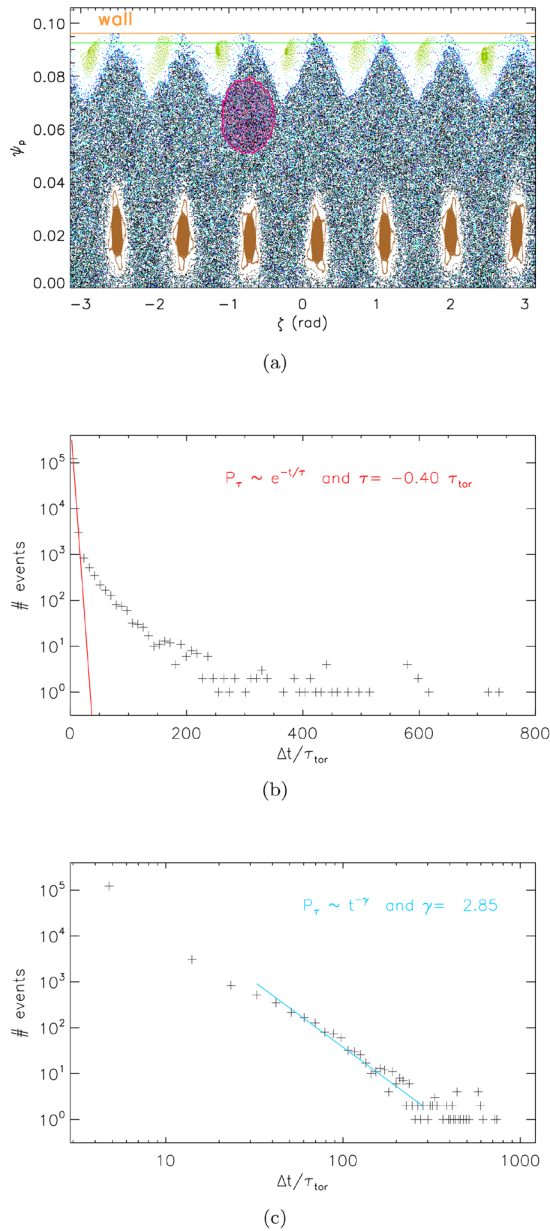 wall
0.10
0.08
0.06
0.04
0.02
0.00
ψp
-3 -2 -1 0 1 2 3
ζ (rad)
(a)
10^5
10^4
10^3
10^2
10^1
10^0
# events
P_τ ~ e^{-t/τ} and τ= -0.40 τ_tor
0 200 400 600 800
Δt/τ_tor
(b)
10^5
10^4
10^3
10^2
10^1
10^0
# events
P_τ ~ t^{-γ} and γ= 2.85
10 100 1000
Δt/τ_tor
(c)